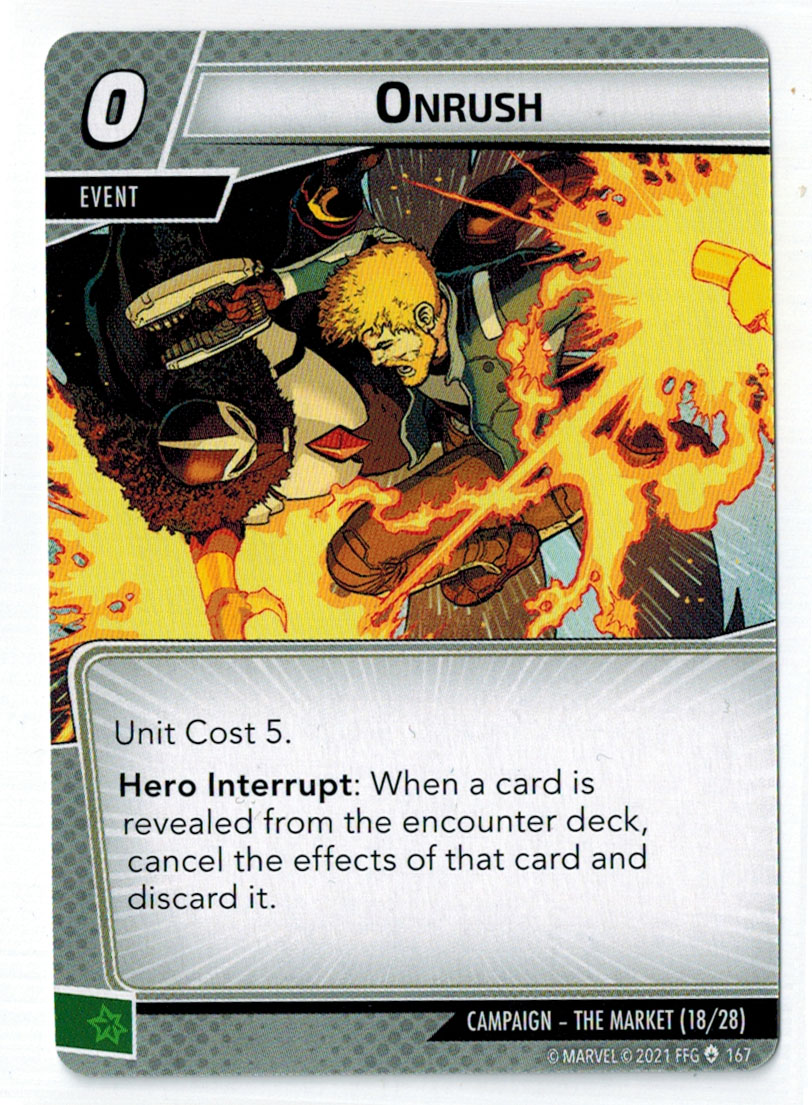 0
ONRUSH
EVENT
Unit Cost 5.
Hero Interrupt: When a card is
revealed from the encounter deck,
cancel the effects of that card and
discard it.
CAMPAIGN – THE MARKET (18/28)
© MARVEL © 2021 FFG 167